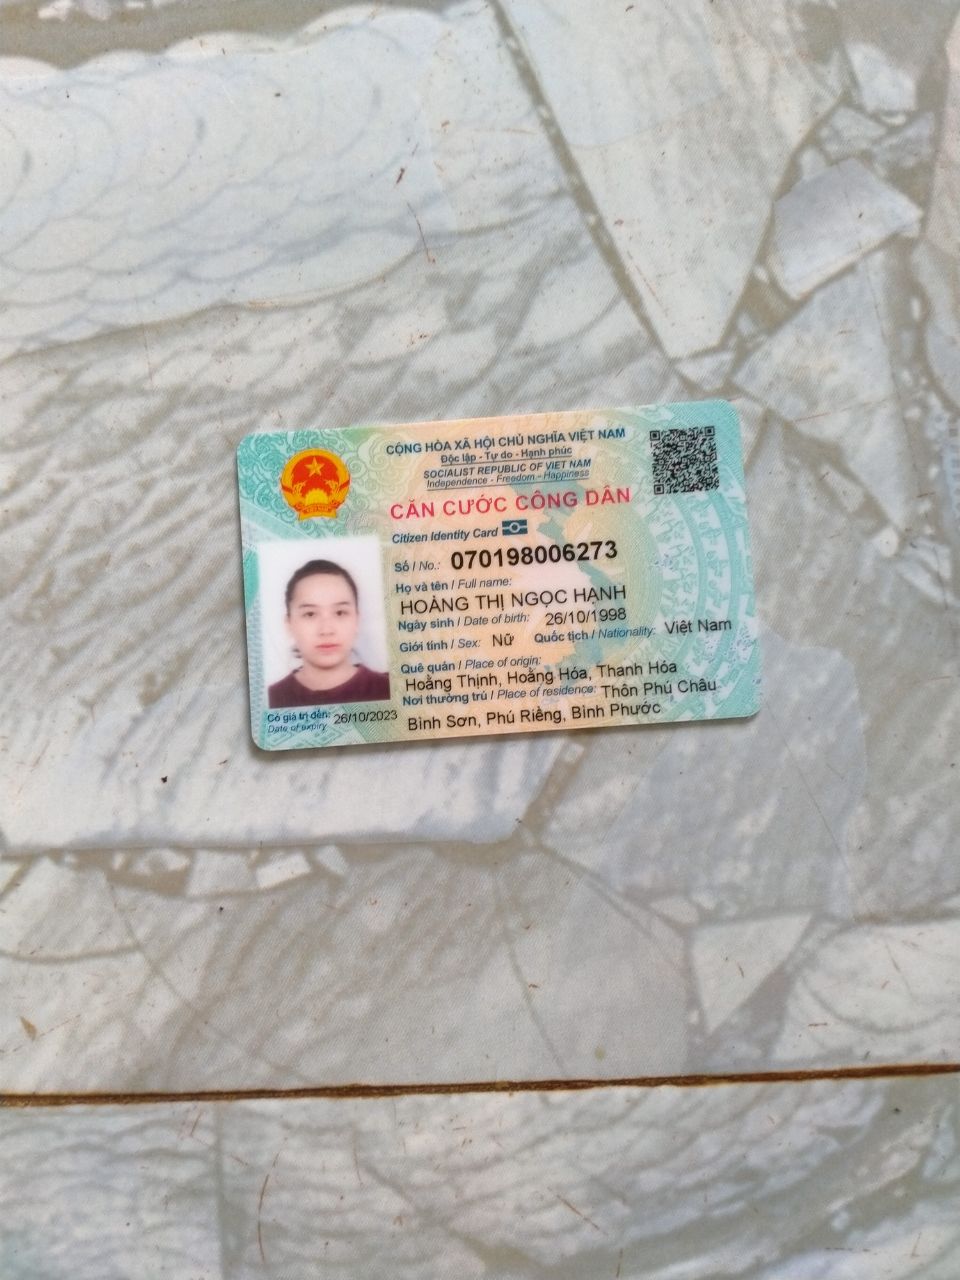 CỘNG HÒA XÃ HỘI CHỦ NGHĨA VIỆT NAM
Độc lập - Tự do - Hạnh phúc
SOCIALIST REPUBLIC OF VIET NAM
Independence - Freedom - Happiness
CĂN CƯỚC CÔNG DÂN
Citizen Identity Card
Số / No.: 070198006273
Họ và tên / Full name:
HOÀNG THỊ NGỌC HẠNH
Ngày sinh / Date of birth: 26/10/1998
Giới tính / Sex: Nữ Quốc tịch / Nationality: Việt Nam
Quê quán / Place of origin:
Hoằng Thịnh, Hoằng Hóa, Thanh Hóa
Nơi thường trú / Place of residence: Thôn Phú Châu
Bình Sơn, Phú Riềng, Bình Phước
Có giá trị đến: 26/10/2023
Date of expiry